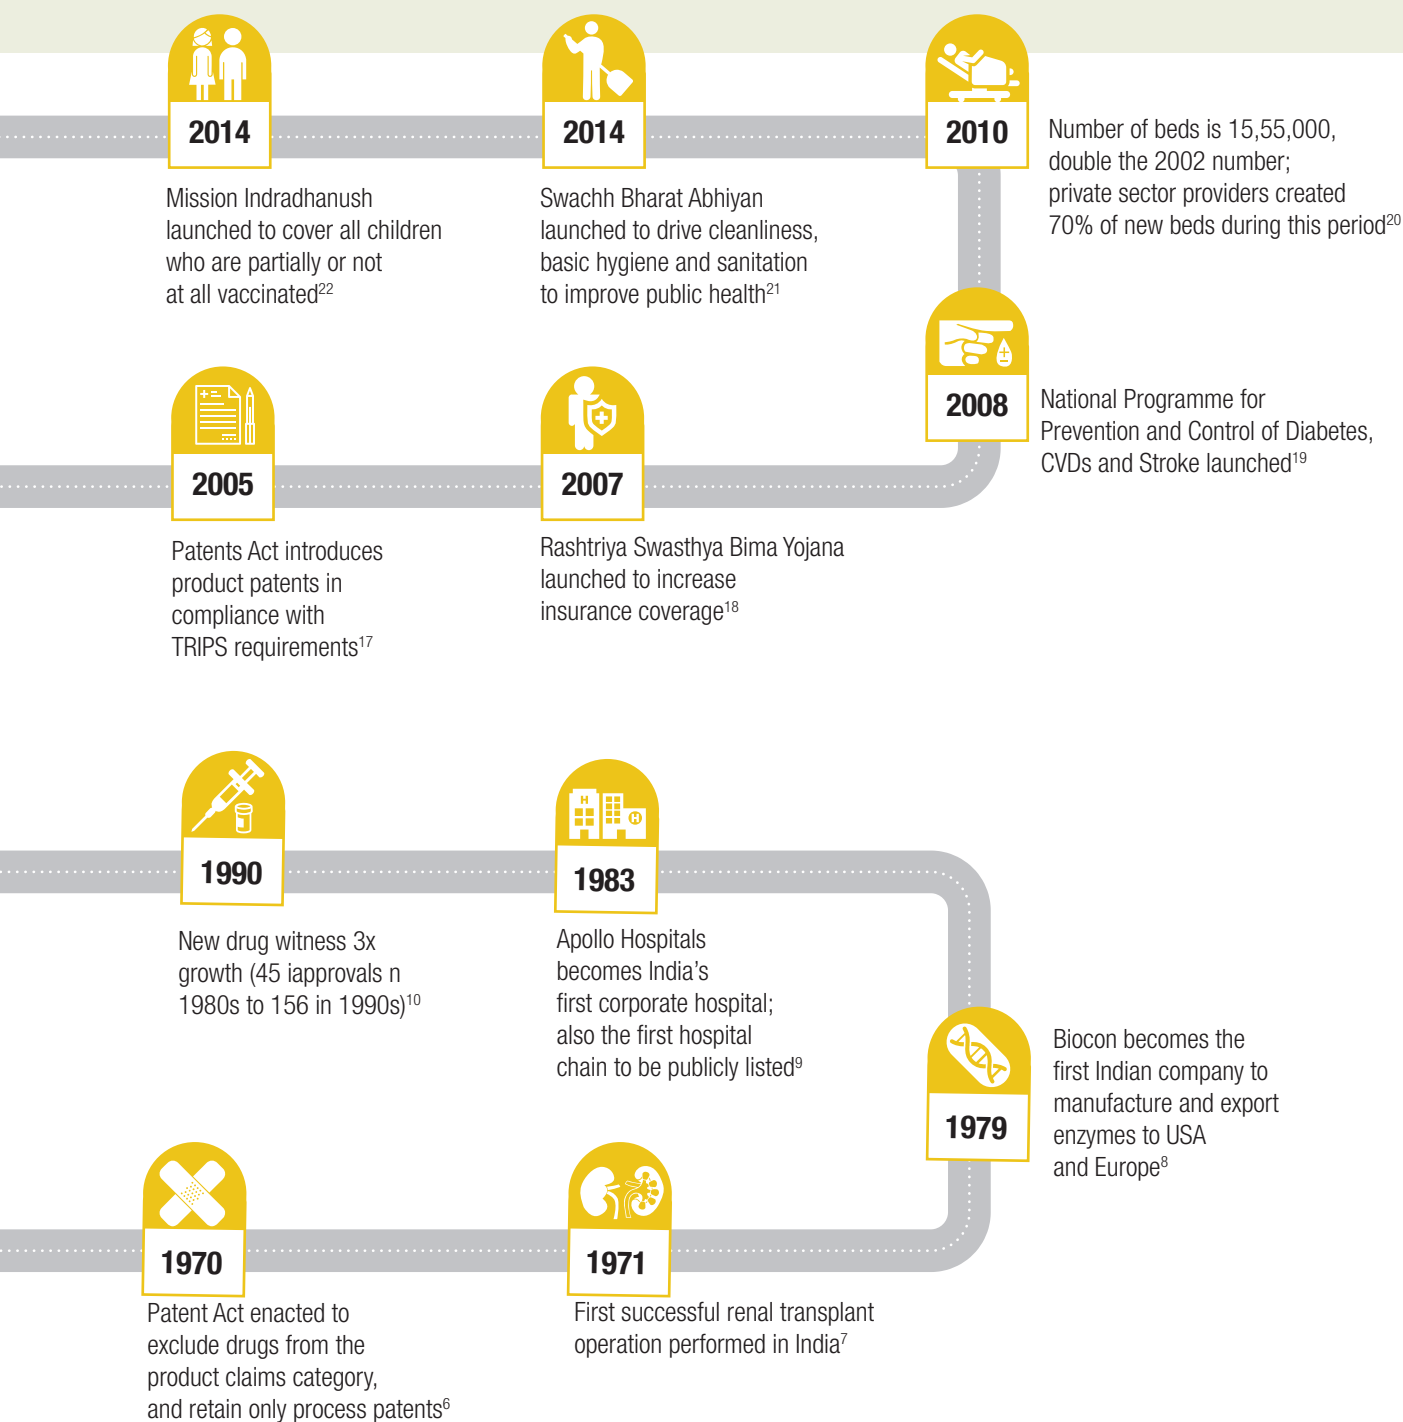 2014
Mission Indradhanush
launched to cover all children
who are partially or not
at all vaccinated22
2014
Swachh Bharat Abhiyan
launched to drive cleanliness,
basic hygiene and sanitation
to improve public health21
2010
Number of beds is 15,55,000,
double the 2002 number;
private sector providers created
70% of new beds during this period20
2005
Patents Act introduces
product patents in
compliance with
TRIPS requirements17
2007
Rashtriya Swasthya Bima Yojana
launched to increase
insurance coverage18
2008
National Programme for
Prevention and Control of Diabetes,
CVDs and Stroke launched19
1990
New drug witness 3x
growth (45 iapprovals n
1980s to 156 in 1990s)10
H
H
1983
Apollo Hospitals
becomes India's
first corporate hospital;
also the first hospital
chain to be publicly listed9
1979
Biocon becomes the
first Indian company to
manufacture and export
enzymes to USA
and Europe8
1970
Patent Act enacted to
exclude drugs from the
product claims category,
and retain only process patents6
1971
First successful renal transplant
operation performed in India7